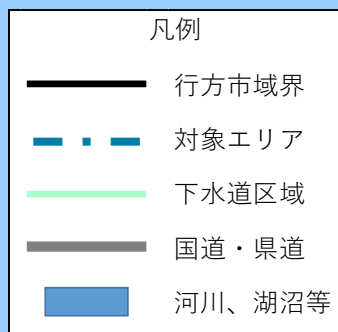 凡例
行方市域界
対象エリア
下水道区域
国道・県道
河川、湖沼等